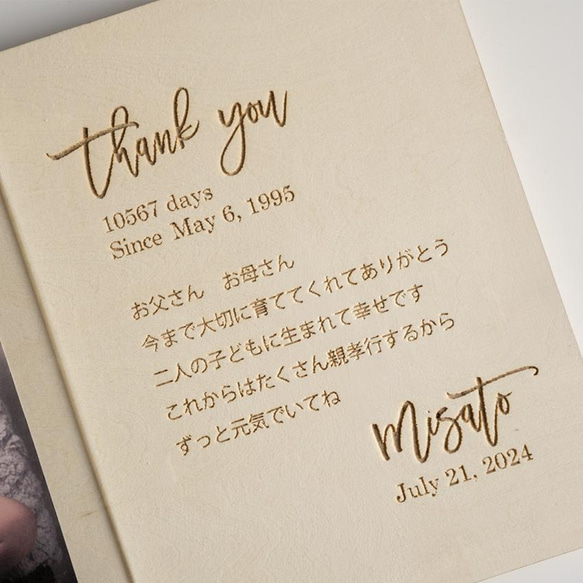 thank you
10567 days
Since May 6, 1995
お父さん　お母さん
今まで大切に育ててくれてありがとう
二人の子どもに生まれて幸せです
これからはたくさん親孝行するから
ずっと元気でいてね
Misato
July 21, 2024